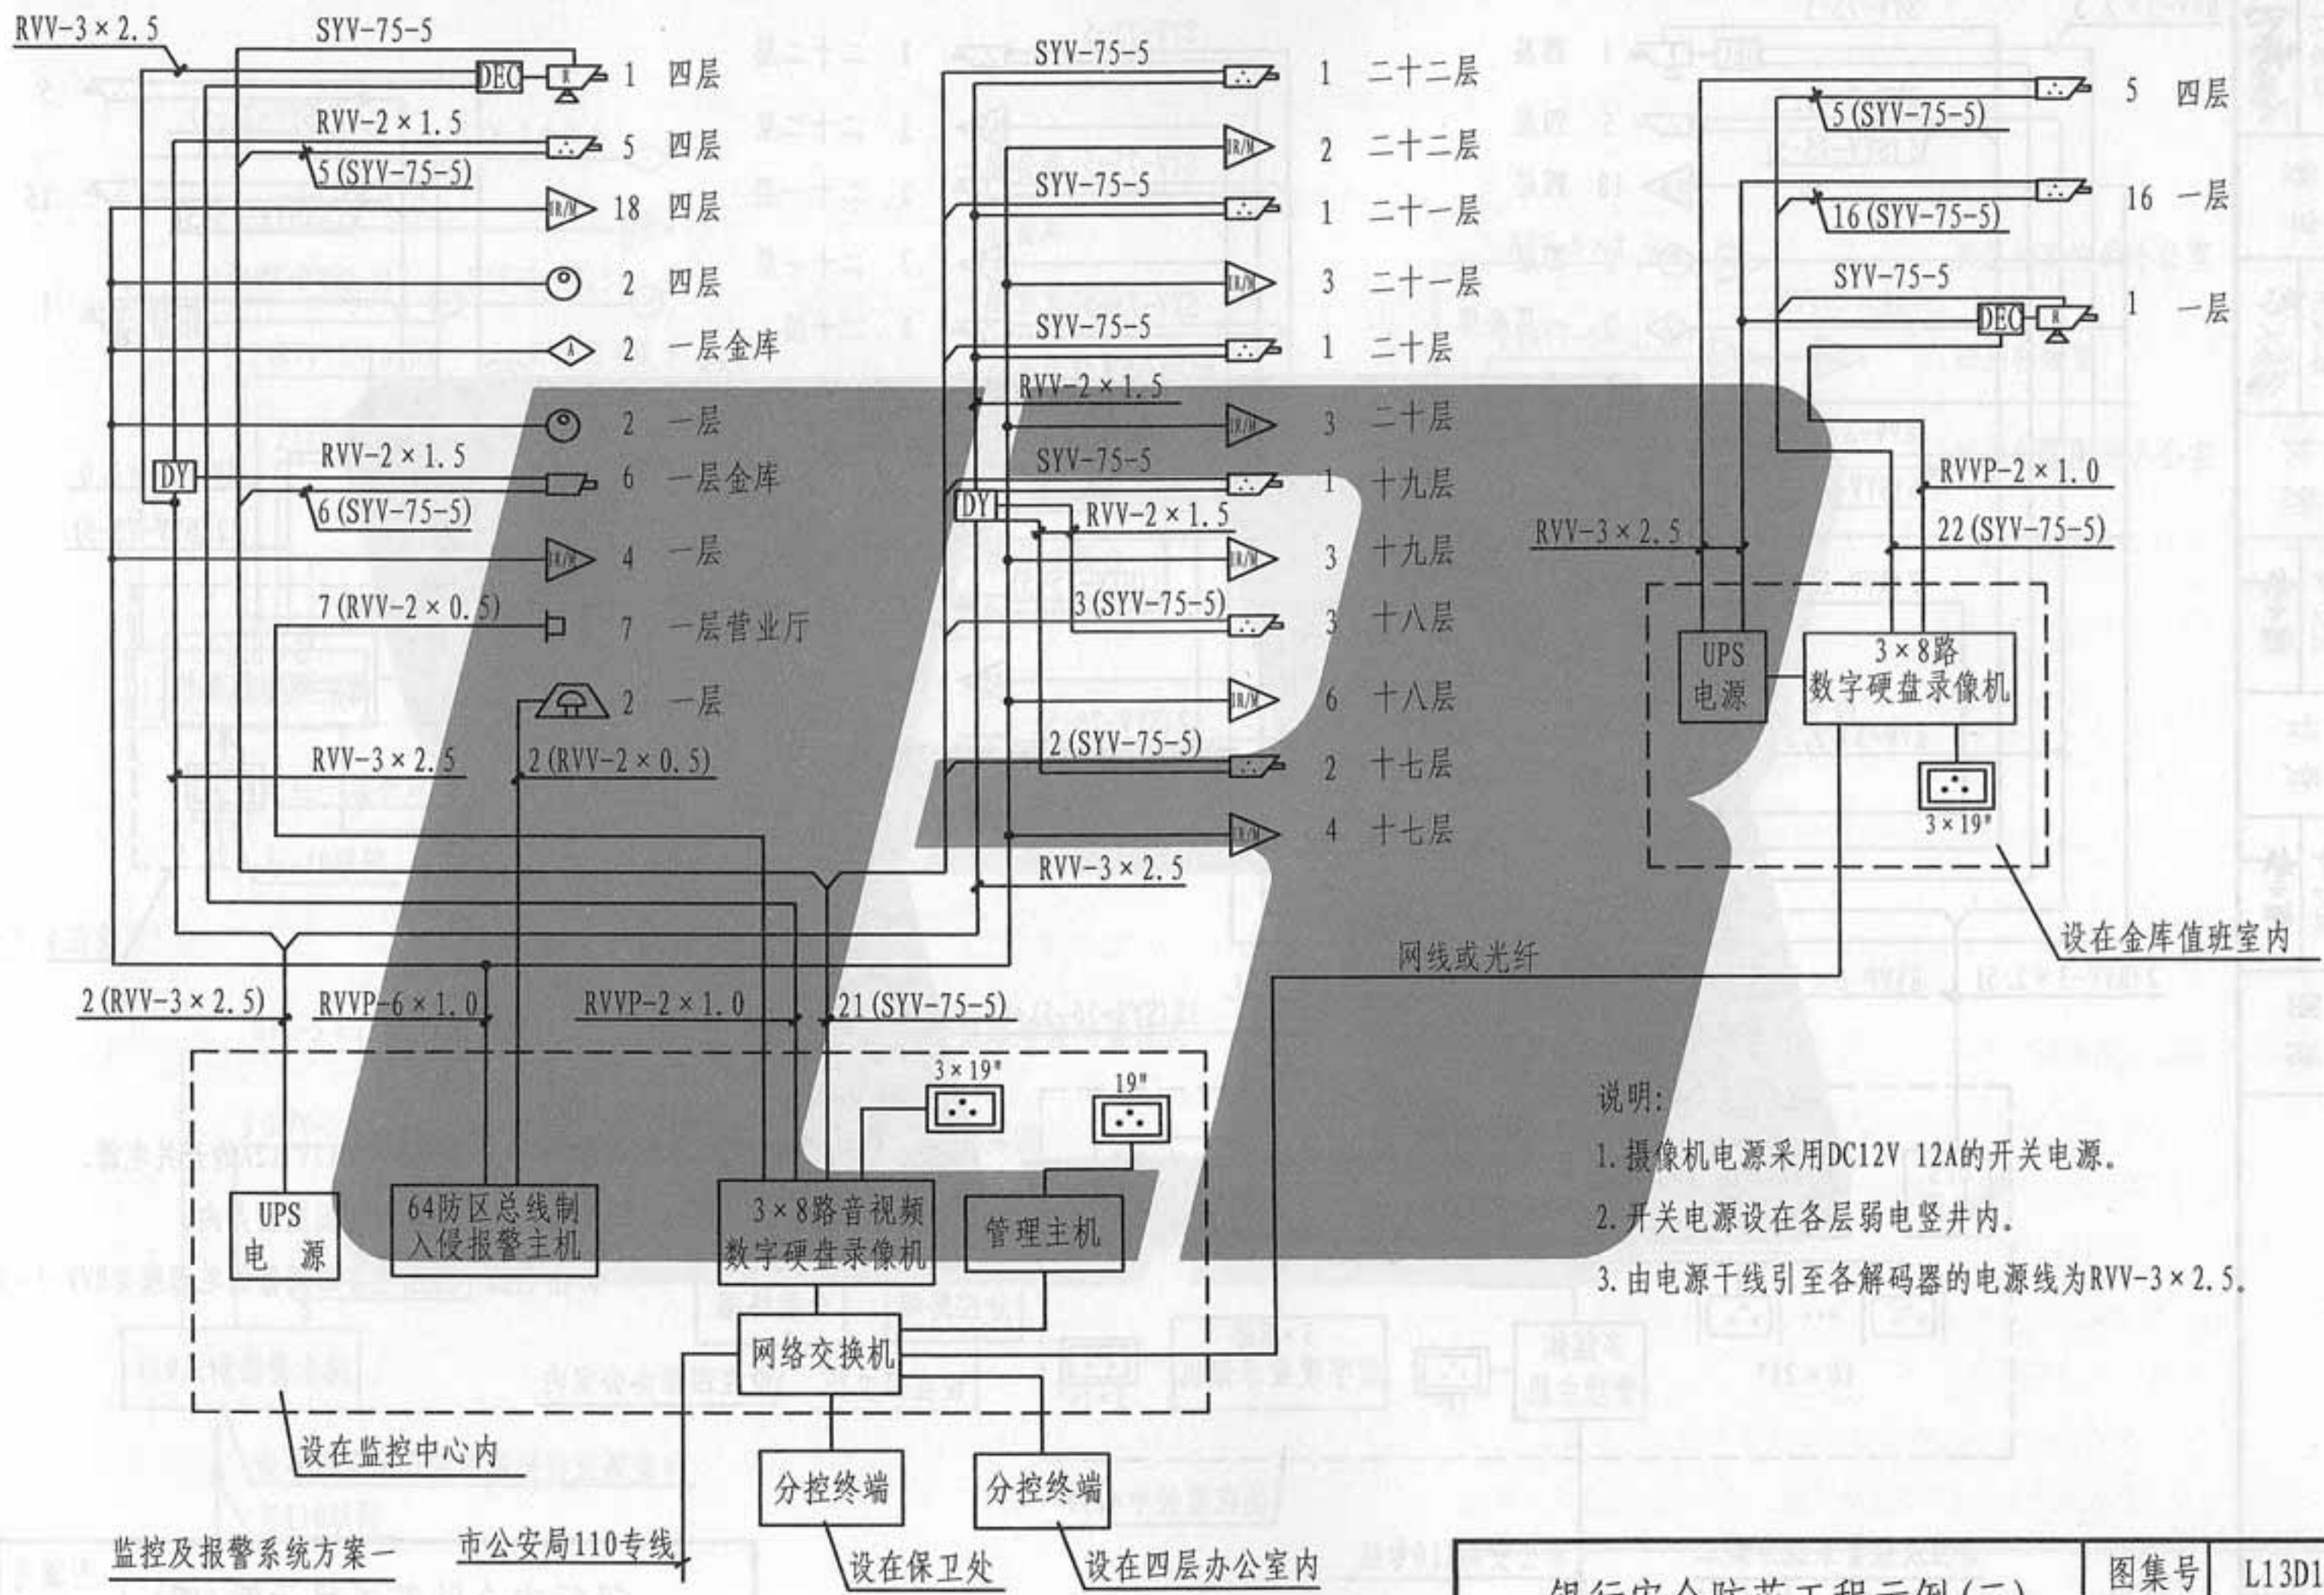 RVV-3×2.5
SYV-75-5
DEC
R
1 四层
RVV-2×1.5
5(SYV-75-5)
5 四层
IR/M
18 四层
2 四层
A
2 一层金库
2 一层
DY
RVV-2×1.5
6(SYV-75-5)
6 一层金库
IR/M
4 一层
7(RVV-2×0.5)
7 一层营业厅
2 一层
RVV-3×2.5
2(RVV-2×0.5)
SYV-75-5
1 二十二层
IR/M
2 二十二层
SYV-75-5
1 二十一层
IR/M
3 二十一层
SYV-75-5
1 二十层
RVV-2×1.5
IR/M
3 二十层
SYV-75-5
1 十九层
DY
RVV-2×1.5
IR/M
3 十九层
3(SYV-75-5)
3 十八层
IR/M
6 十八层
2(SYV-75-5)
2 十七层
IR/M
4 十七层
RVV-3×2.5
5(SYV-75-5)
5 四层
16(SYV-75-5)
16 一层
SYV-75-5
DEC
R
1 一层
RVVP-2×1.0
RVV-3×2.5
22(SYV-75-5)
UPS
电源
3×8路
数字硬盘录像机
3×19"
设在金库值班室内
网线或光纤
2(RVV-3×2.5)
RVVP-6×1.0
RVVP-2×1.0
21(SYV-75-5)
3×19"
19"
UPS
电 源
64防区总线制
入侵报警主机
3×8路音视频
数字硬盘录像机
管理主机
网络交换机
设在监控中心内
分控终端
分控终端
市公安局110专线
设在保卫处
设在四层办公室内
监控及报警系统方案一
说明:
1.摄像机电源采用DC12V 12A的开关电源。
2.开关电源设在各层弱电竖井内。
3.由电源干线引至各解码器的电源线为RVV-3×2.5。
图集号